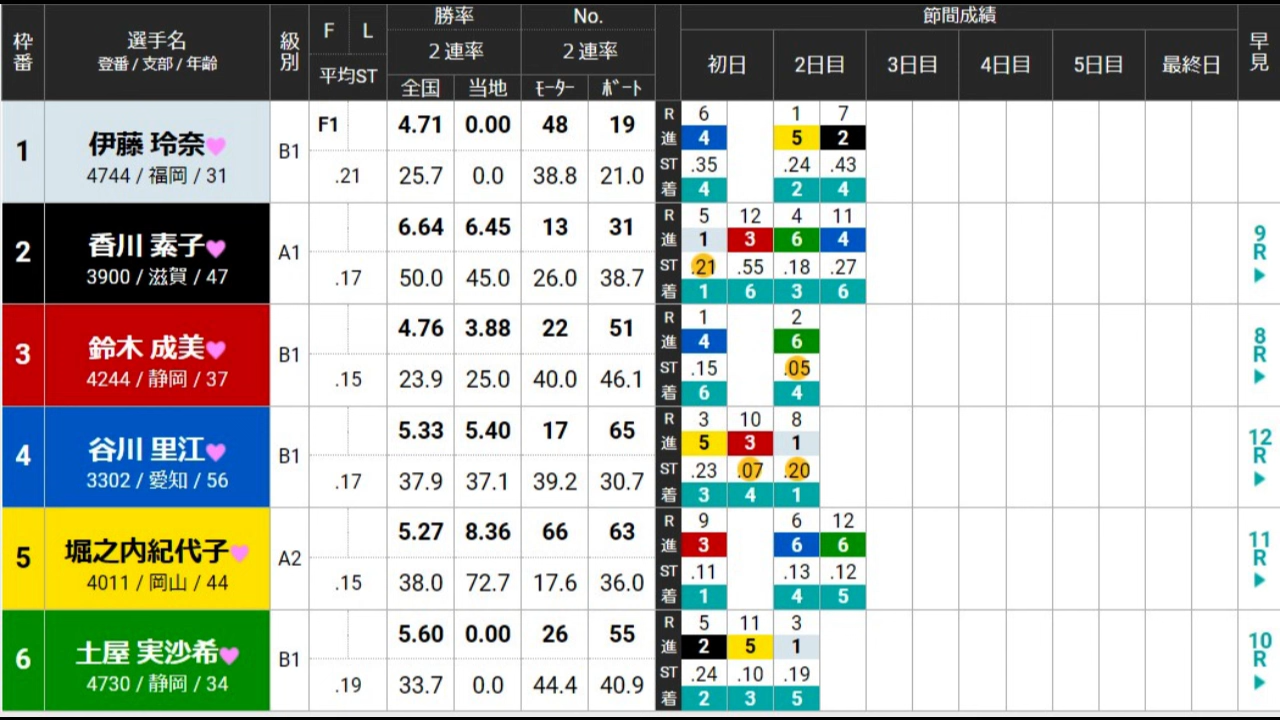 枠番 選手名 級別 F L 勝率 No. 節間成績 早見
登番 / 支部 / 年齢 平均ST 2連率 2連率 初日 2日目 3日目 4日目 5日目 最終日
全国 当地 モーター ボート
1 伊藤 玲奈 B1 F1 4.71 0.00 48 19 R 6 1 7
進 4 5 2
4744 / 福岡 / 31 .21 25.7 0.0 38.8 21.0 ST .35 .24 .43
着 4 2 4
2 香川 素子 A1 6.64 6.45 13 31 R 5 12 4 11 9R
進 1 3 6 4
3900 / 滋賀 / 47 .17 50.0 45.0 26.0 38.7 ST .21 .55 .18 .27
着 1 6 3 6
3 鈴木 成美 B1 4.76 3.88 22 51 R 1 2 8R
進 4 6
4244 / 静岡 / 37 .15 23.9 25.0 40.0 46.1 ST .15 .05
着 6 4
4 谷川 里江 B1 5.33 5.40 17 65 R 3 10 8 12R
進 5 3 1
3302 / 愛知 / 56 .17 37.9 37.1 39.2 30.7 ST .23 .07 .20
着 3 4 1
5 堀之内紀代子 A2 5.27 8.36 66 63 R 9 6 12 11R
進 3 6 6
4011 / 岡山 / 44 .15 38.0 72.7 17.6 36.0 ST .11 .13 .12
着 1 4 5
6 土屋 実沙希 B1 5.60 0.00 26 55 R 5 11 3 10R
進 2 5 1
4730 / 静岡 / 34 .19 33.7 0.0 44.4 40.9 ST .24 .10 .19
着 2 3 5